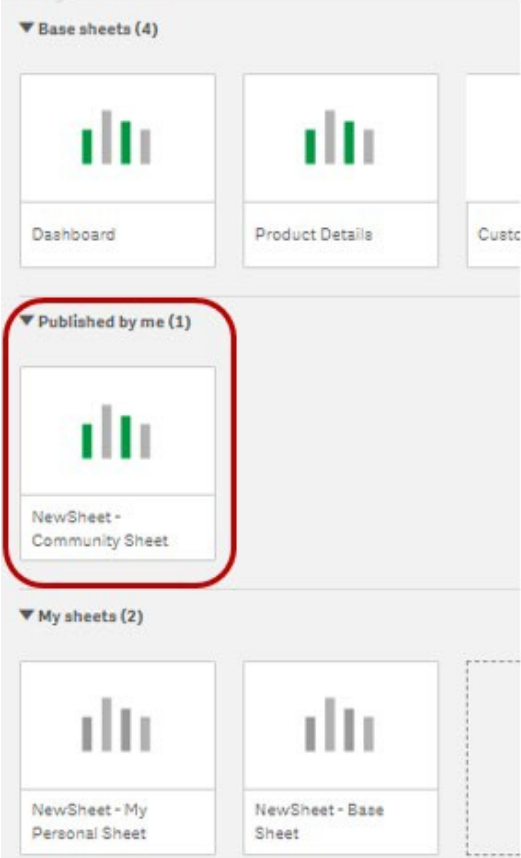 Base sheets (4)
Dashboard
Product Details
Custo
Published by me (1)
NewSheet -
Community Sheet
My sheets (2)
NewSheet - My
Personal Sheet
NewSheet - Base
Sheet